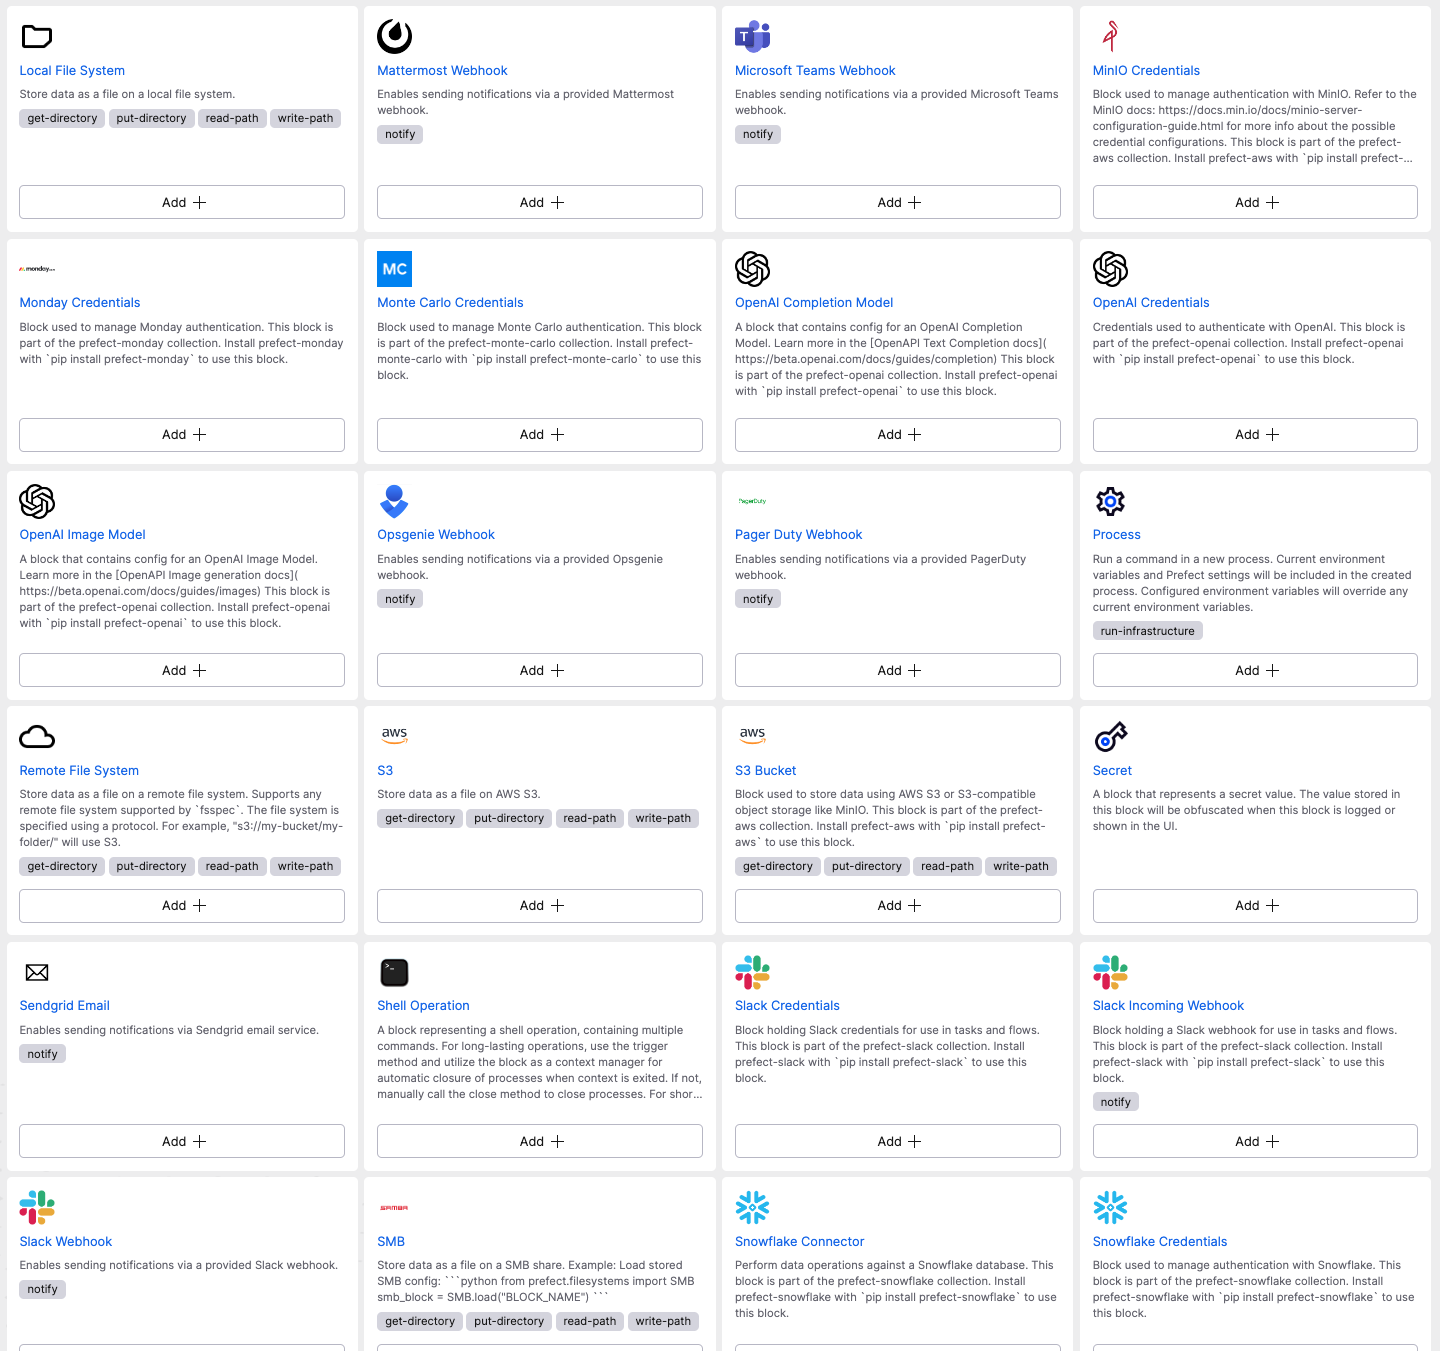 Local File System
Store data as a file on a local file system.
get-directory put-directory read-path write-path
Add
Mattermost Webhook
Enables sending notifications via a provided Mattermost
webhook.
notify
Add
T
Microsoft Teams Webhook
Enables sending notifications via a provided Microsoft Teams
webhook.
notify
Add
MinIO Credentials
Block used to manage authentication with MinIO. Refer to the
MinIO docs: https://docs.min.io/docs/minio-server-
configuration-guide.html for more info about the possible
credential configurations. This block is part of the prefect-
aws collection. Install prefect-aws with `pip install prefect-...
Add
monday.com
Monday Credentials
Block used to manage Monday authentication. This block is
part of the prefect-monday collection. Install prefect-monday
with `pip install prefect-monday` to use this block.
Add
MC
Monte Carlo Credentials
Block used to manage Monte Carlo authentication. This block
is part of the prefect-monte-carlo collection. Install prefect-
monte-carlo with `pip install prefect-monte-carlo` to use this
block.
Add
OpenAI Completion Model
A block that contains config for an OpenAI Completion
Model. Learn more in the [OpenAPI Text Completion docs](
https://beta.openai.com/docs/guides/completion) This block
is part of the prefect-openai collection. Install prefect-openai
with `pip install prefect-openai` to use this block.
Add
OpenAI Credentials
Credentials used to authenticate with OpenAI. This block is
part of the prefect-openai collection. Install prefect-openai
with `pip install prefect-openai` to use this block.
Add
OpenAI Image Model
A block that contains config for an OpenAI Image Model.
Learn more in the [OpenAPI Image generation docs](
https://beta.openai.com/docs/guides/images) This block is
part of the prefect-openai collection. Install prefect-openai
with `pip install prefect-openai` to use this block.
Add
Opsgenie Webhook
Enables sending notifications via a provided Opsgenie
webhook.
notify
Add
PagerDuty
Pager Duty Webhook
Enables sending notifications via a provided PagerDuty
webhook.
notify
Add
Process
Run a command in a new process. Current environment
variables and Prefect settings will be included in the created
process. Configured environment variables will override any
current environment variables.
run-infrastructure
Add
Remote File System
Store data as a file on a remote file system. Supports any
remote file system supported by `fsspec`. The file system is
specified using a protocol. For example, "s3://my-bucket/my-
folder/" will use S3.
get-directory put-directory read-path write-path
Add
aws
S3
Store data as a file on AWS S3.
get-directory put-directory read-path write-path
Add
aws
S3 Bucket
Block used to store data using AWS S3 or S3-compatible
object storage like MinIO. This block is part of the prefect-
aws collection. Install prefect-aws with `pip install prefect-
aws` to use this block.
get-directory put-directory read-path write-path
Add
Secret
A block that represents a secret value. The value stored in
this block will be obfuscated when this block is logged or
shown in the UI.
Add
Sendgrid Email
Enables sending notifications via Sendgrid email service.
notify
Add
>_
Shell Operation
A block representing a shell operation, containing multiple
commands. For long-lasting operations, use the trigger
method and utilize the block as a context manager for
automatic closure of processes when context is exited. If not,
manually call the close method to close processes. For shor...
Add
Slack Credentials
Block holding Slack credentials for use in tasks and flows.
This block is part of the prefect-slack collection. Install
prefect-slack with `pip install prefect-slack` to use this
block.
Add
Slack Incoming Webhook
Block holding a Slack webhook for use in tasks and flows.
This block is part of the prefect-slack collection. Install
prefect-slack with `pip install prefect-slack` to use this
block.
notify
Add
Slack Webhook
Enables sending notifications via a provided Slack webhook.
notify
SAMBA
SMB
Store data as a file on a SMB share. Example: Load stored
SMB config: ```python from prefect.filesystems import SMB
smb_block = SMB.load("BLOCK_NAME") ```
get-directory put-directory read-path write-path
Snowflake Connector
Perform data operations against a Snowflake database. This
block is part of the prefect-snowflake collection. Install
prefect-snowflake with `pip install prefect-snowflake` to use
this block.
Snowflake Credentials
Block used to manage authentication with Snowflake. This
block is part of the prefect-snowflake collection. Install
prefect-snowflake with `pip install prefect-snowflake` to use
this block.